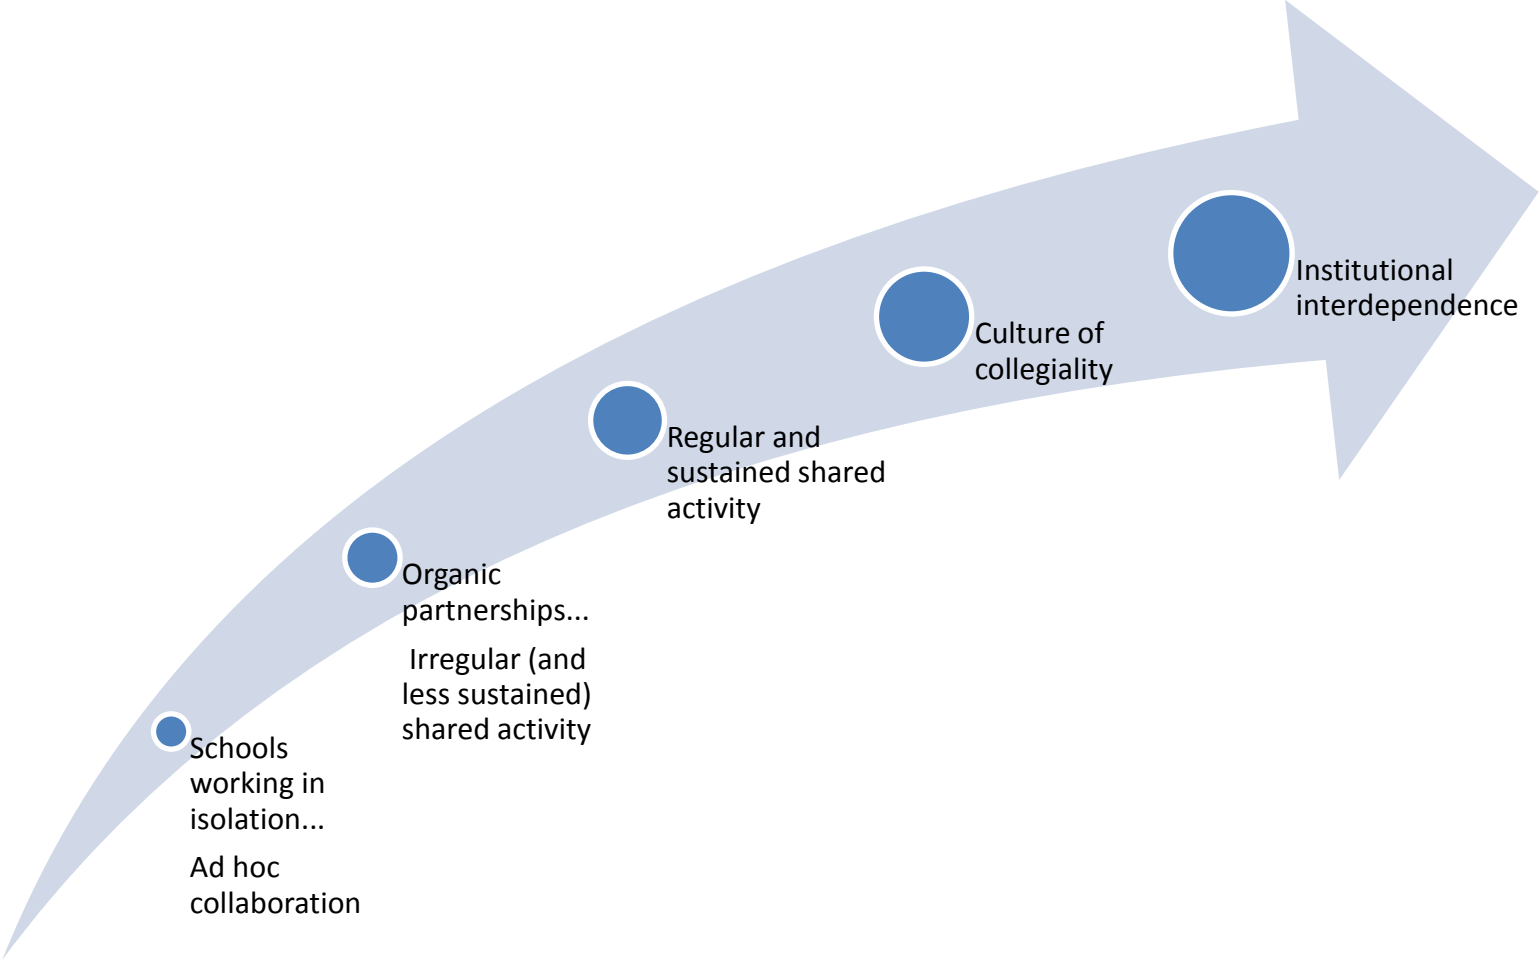 Schools
working in
isolation...
Ad hoc
collaboration
Organic
partnerships...
Irregular (and
less sustained)
shared activity
Regular and
sustained shared
activity
Culture of
collegiality
Institutional
interdependence